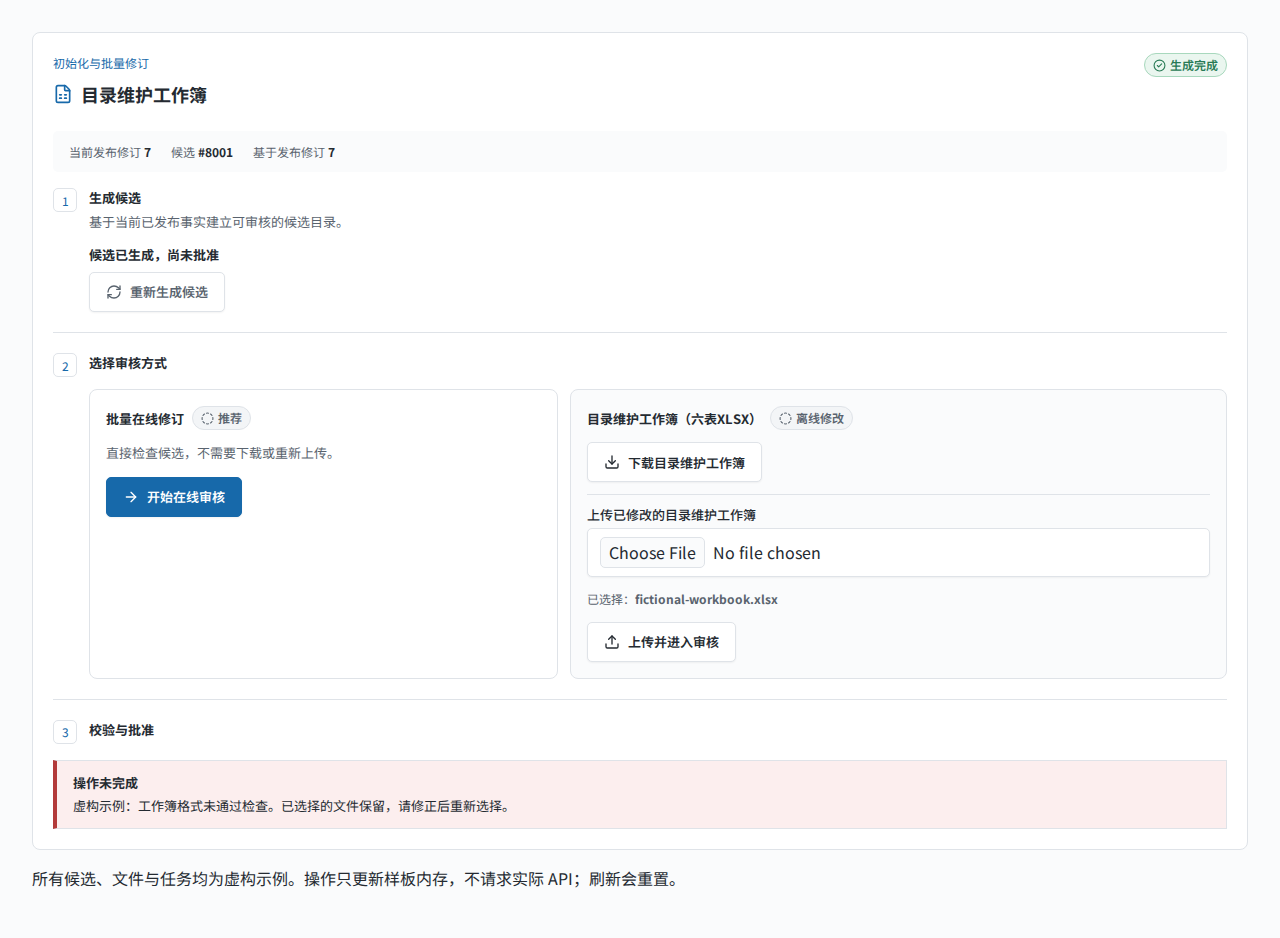 初始化与批量修订
生成完成
目录维护工作簿
当前发布修订 7 候选 #8001 基于发布修订 7
1 生成候选
基于当前已发布事实建立可审核的候选目录。
候选已生成，尚未批准
重新生成候选
2 选择审核方式
批量在线修订 推荐
直接检查候选，不需要下载或重新上传。
开始在线审核
目录维护工作簿（六表XLSX） 离线修改
下载目录维护工作簿
上传已修改的目录维护工作簿
Choose File No file chosen
已选择：fictional-workbook.xlsx
上传并进入审核
3 校验与批准
操作未完成
虚构示例：工作簿格式未通过检查。已选择的文件保留，请修正后重新选择。
所有候选、文件与任务均为虚构示例。操作只更新样板内存，不请求实际 API；刷新会重置。